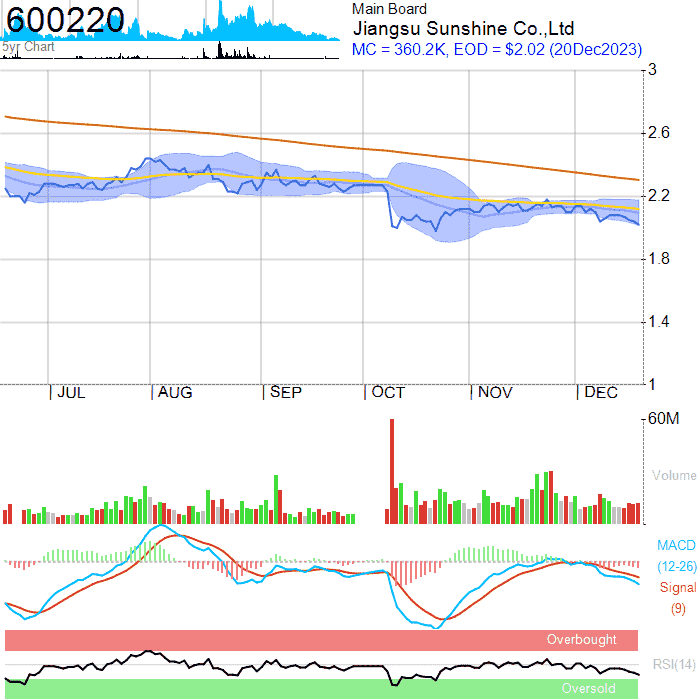 600220
5yr Chart
Main Board
Jiangsu Sunshine Co.,Ltd
MC = 360.2K, EOD = $2.02 (20Dec2023)
3
2.6
2.2
1.8
1.4
1
JUL AUG SEP OCT NOV DEC
60M
Volume
MACD
(12-26)
Signal
(9)
Overbought
RSI(14)
Oversold